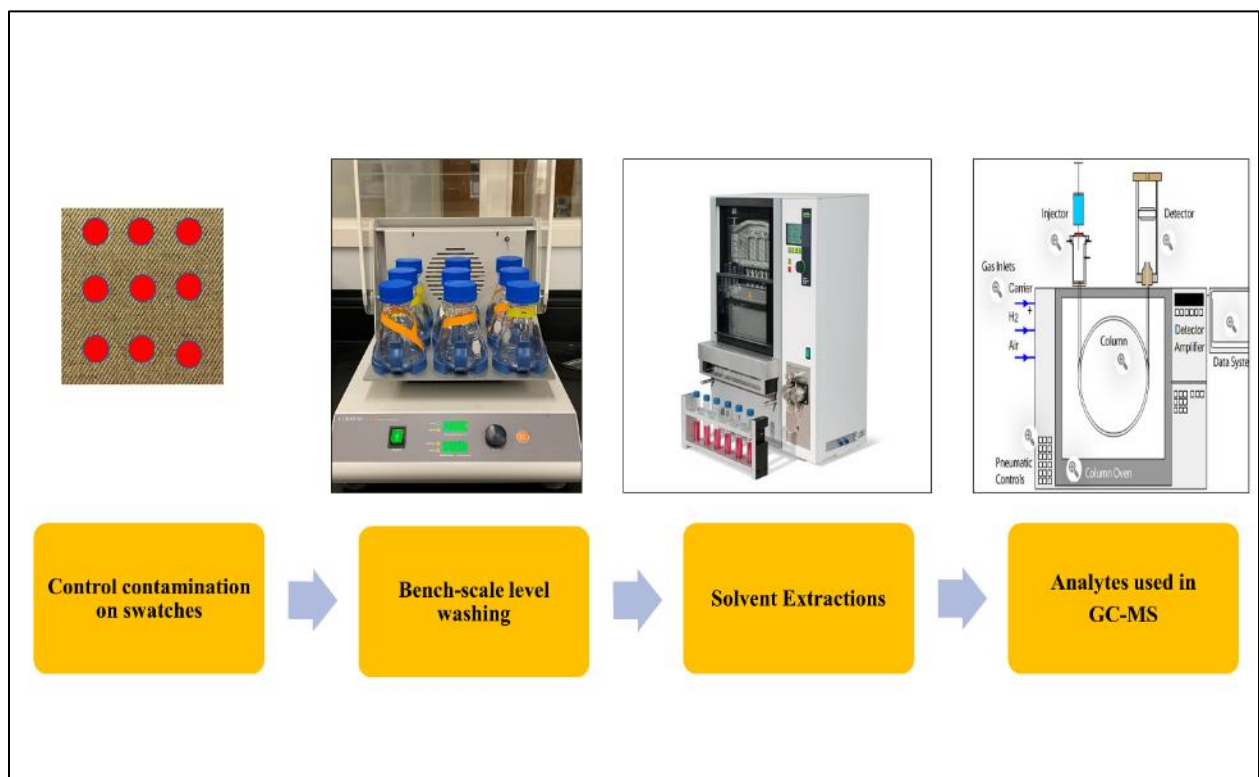 Injector
Detector
Gas Inlets
Carrier
H2
Air
+
Column
Detector
Amplifier
Data Syste
Pneumatic
Controls
Column Oven
Control contamination
on swatches
Bench-scale level
washing
Solvent Extractions
Analytes used in
GC-MS